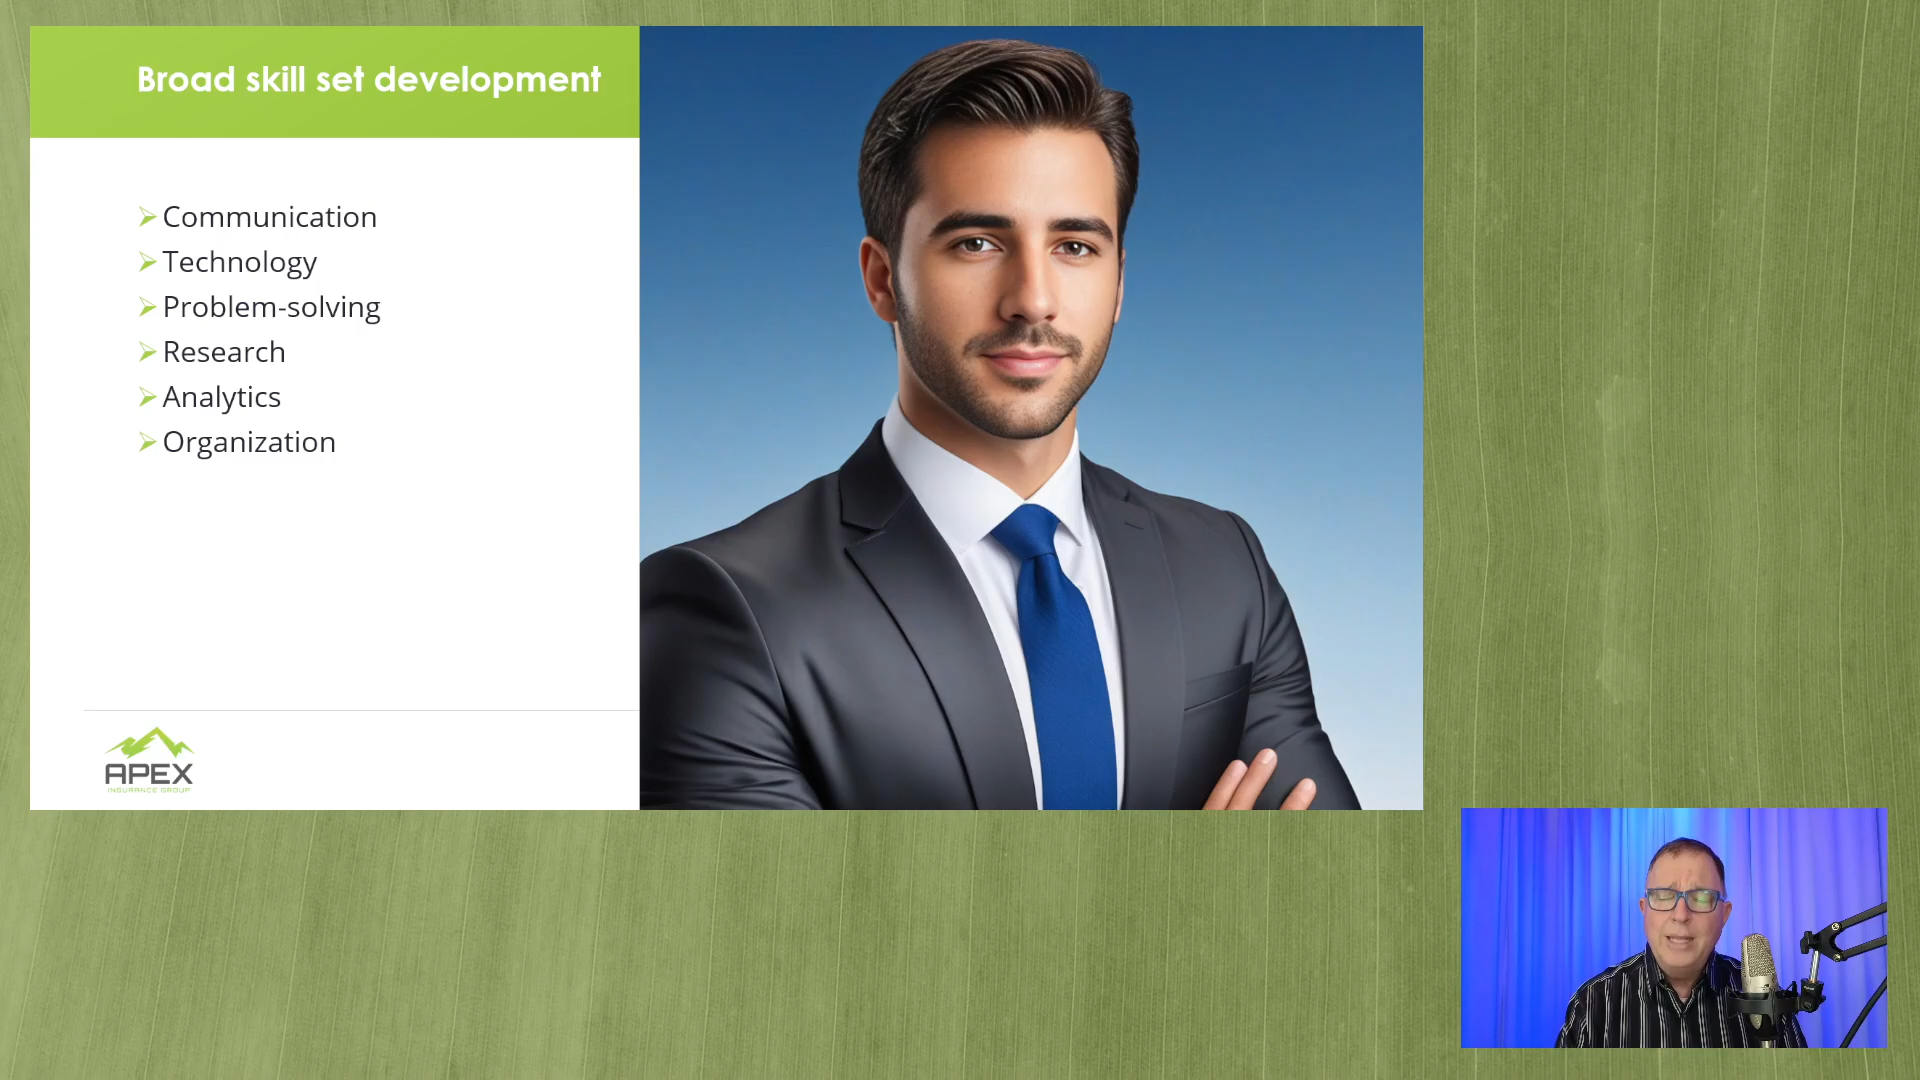 Broad skill set development
Communication
Technology
Problem-solving
Research
Analytics
Organization
APEX
INSURANCE GROUP